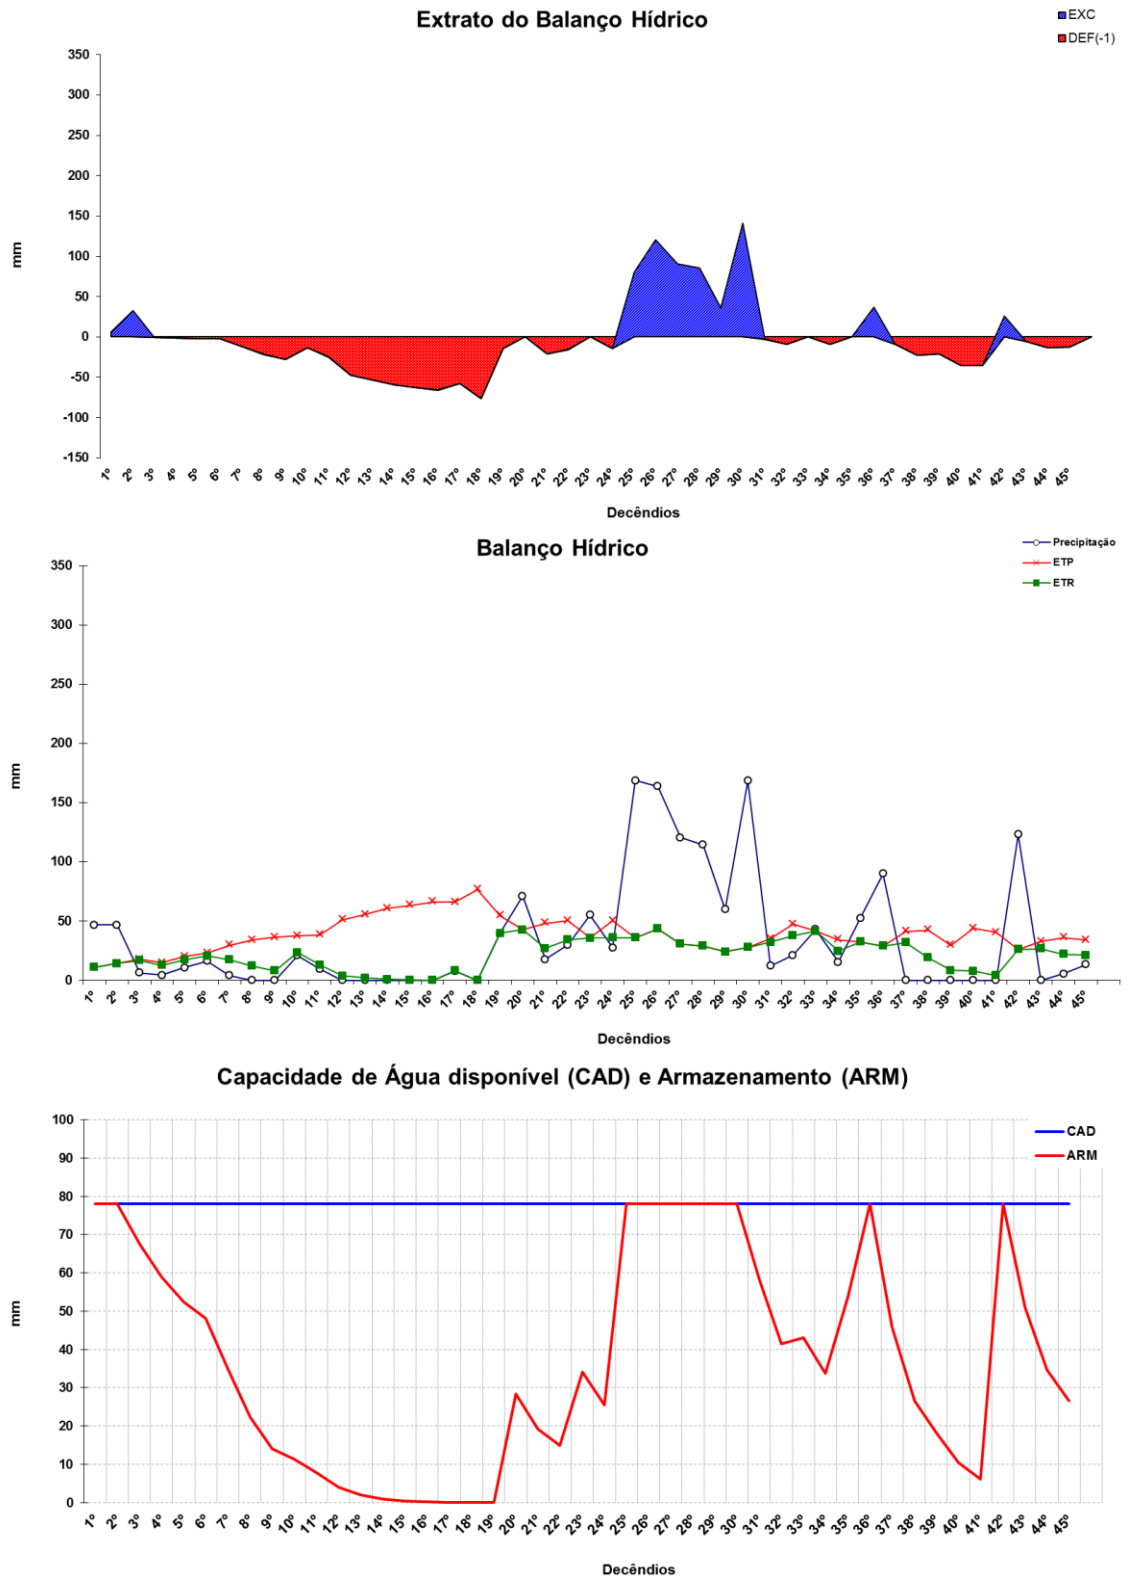 Extrato do Balanço Hídrico
EXC
DEF(-1)
350
300
250
200
150
100
50
0
-50
-100
-150
mm
1º 2º 3º 4º 5º 6º 7º 8º 9º 10º 11º 12º 13º 14º 15º 16º 17º 18º 19º 20º 21º 22º 23º 24º 25º 26º 27º 28º 29º 30º 31º 32º 33º 34º 35º 36º 37º 38º 39º 40º 41º 42º 43º 44º 45º
Decêndios
Balanço Hídrico
Precipitação
ETP
ETR
350
300
250
200
150
100
50
0
mm
1º 2º 3º 4º 5º 6º 7º 8º 9º 10º 11º 12º 13º 14º 15º 16º 17º 18º 19º 20º 21º 22º 23º 24º 25º 26º 27º 28º 29º 30º 31º 32º 33º 34º 35º 36º 37º 38º 39º 40º 41º 42º 43º 44º 45º
Decêndios
Capacidade de Água disponível (CAD) e Armazenamento (ARM)
CAD
ARM
100
90
80
70
60
50
40
30
20
10
0
mm
1º 2º 3º 4º 5º 6º 7º 8º 9º 10º 11º 12º 13º 14º 15º 16º 17º 18º 19º 20º 21º 22º 23º 24º 25º 26º 27º 28º 29º 30º 31º 32º 33º 34º 35º 36º 37º 38º 39º 40º 41º 42º 43º 44º 45º
Decêndios